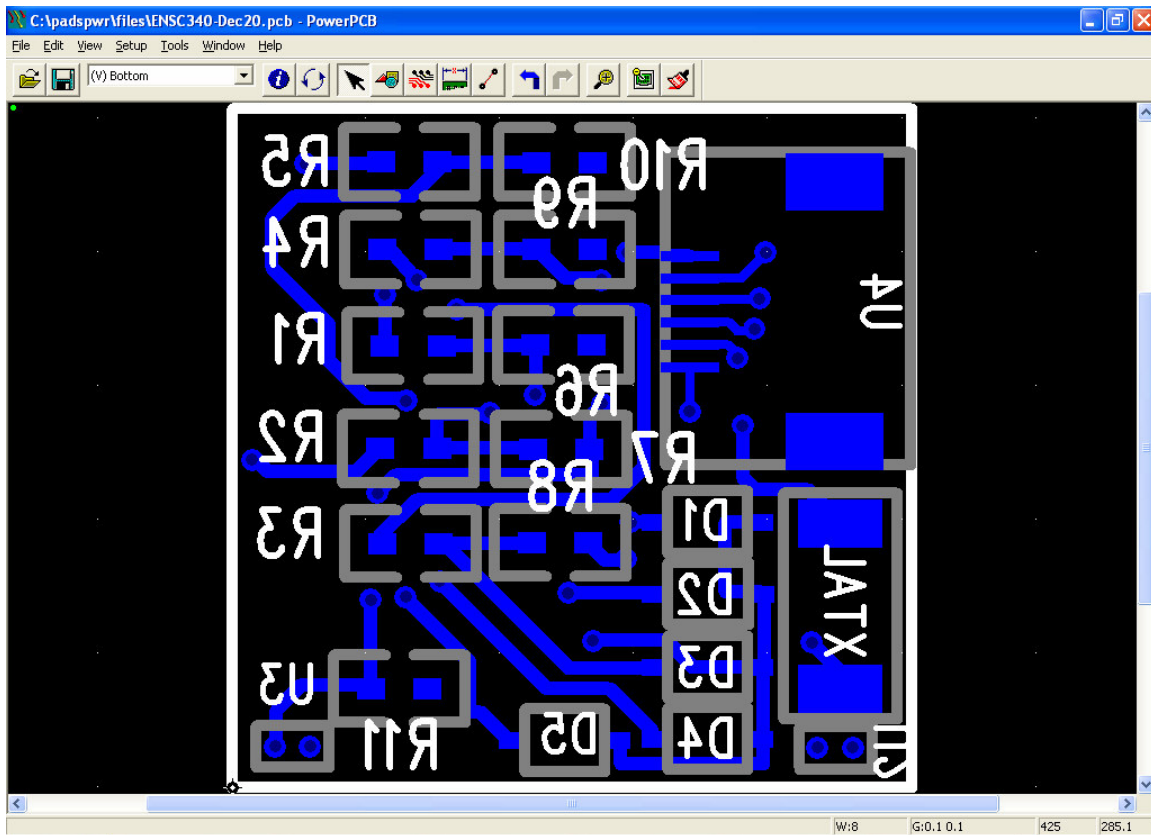 C:\padspwr\files\ENSC340-Dec20.pcb - PowerPCB
File Edit View Setup Tools Window Help
(V) Bottom
R5
R10
R9
R4
U4
R1
R6
R2
R7
R8
D1
R3
D2
XTAL
D3
U3
D5
D4
R11
U2
W:8 G:0.1 0.1 425 285.1